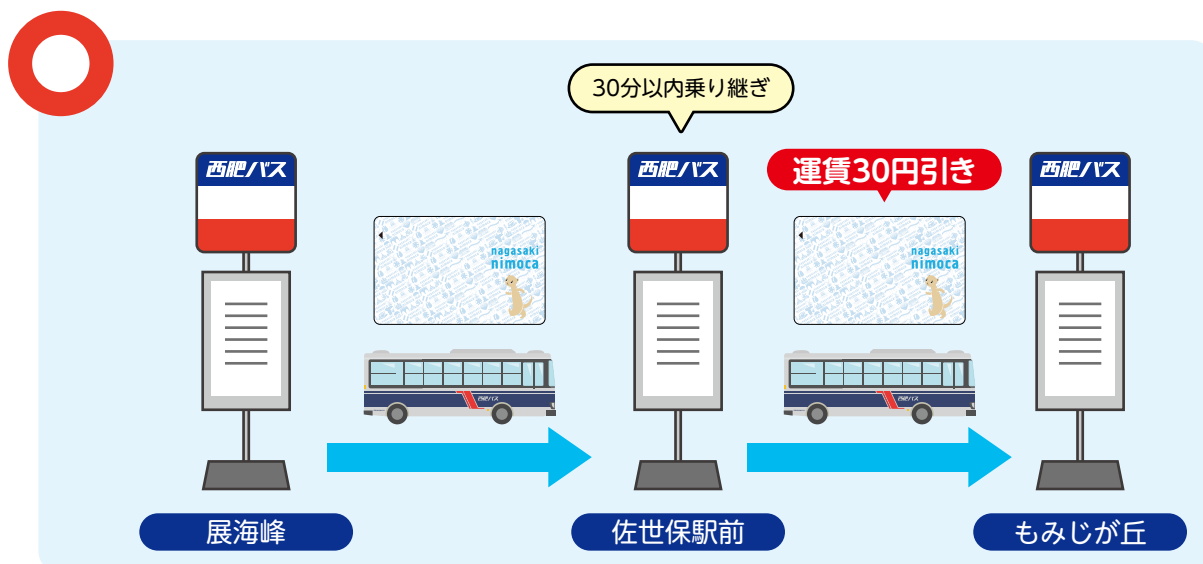 30分以内乗り継ぎ
西肥バス
西肥バス
運賃30円引き
西肥バス
nagasaki
nimoca
nagasaki
nimoca
西肥バス
西肥バス
展海峰
佐世保駅前
もみじが丘